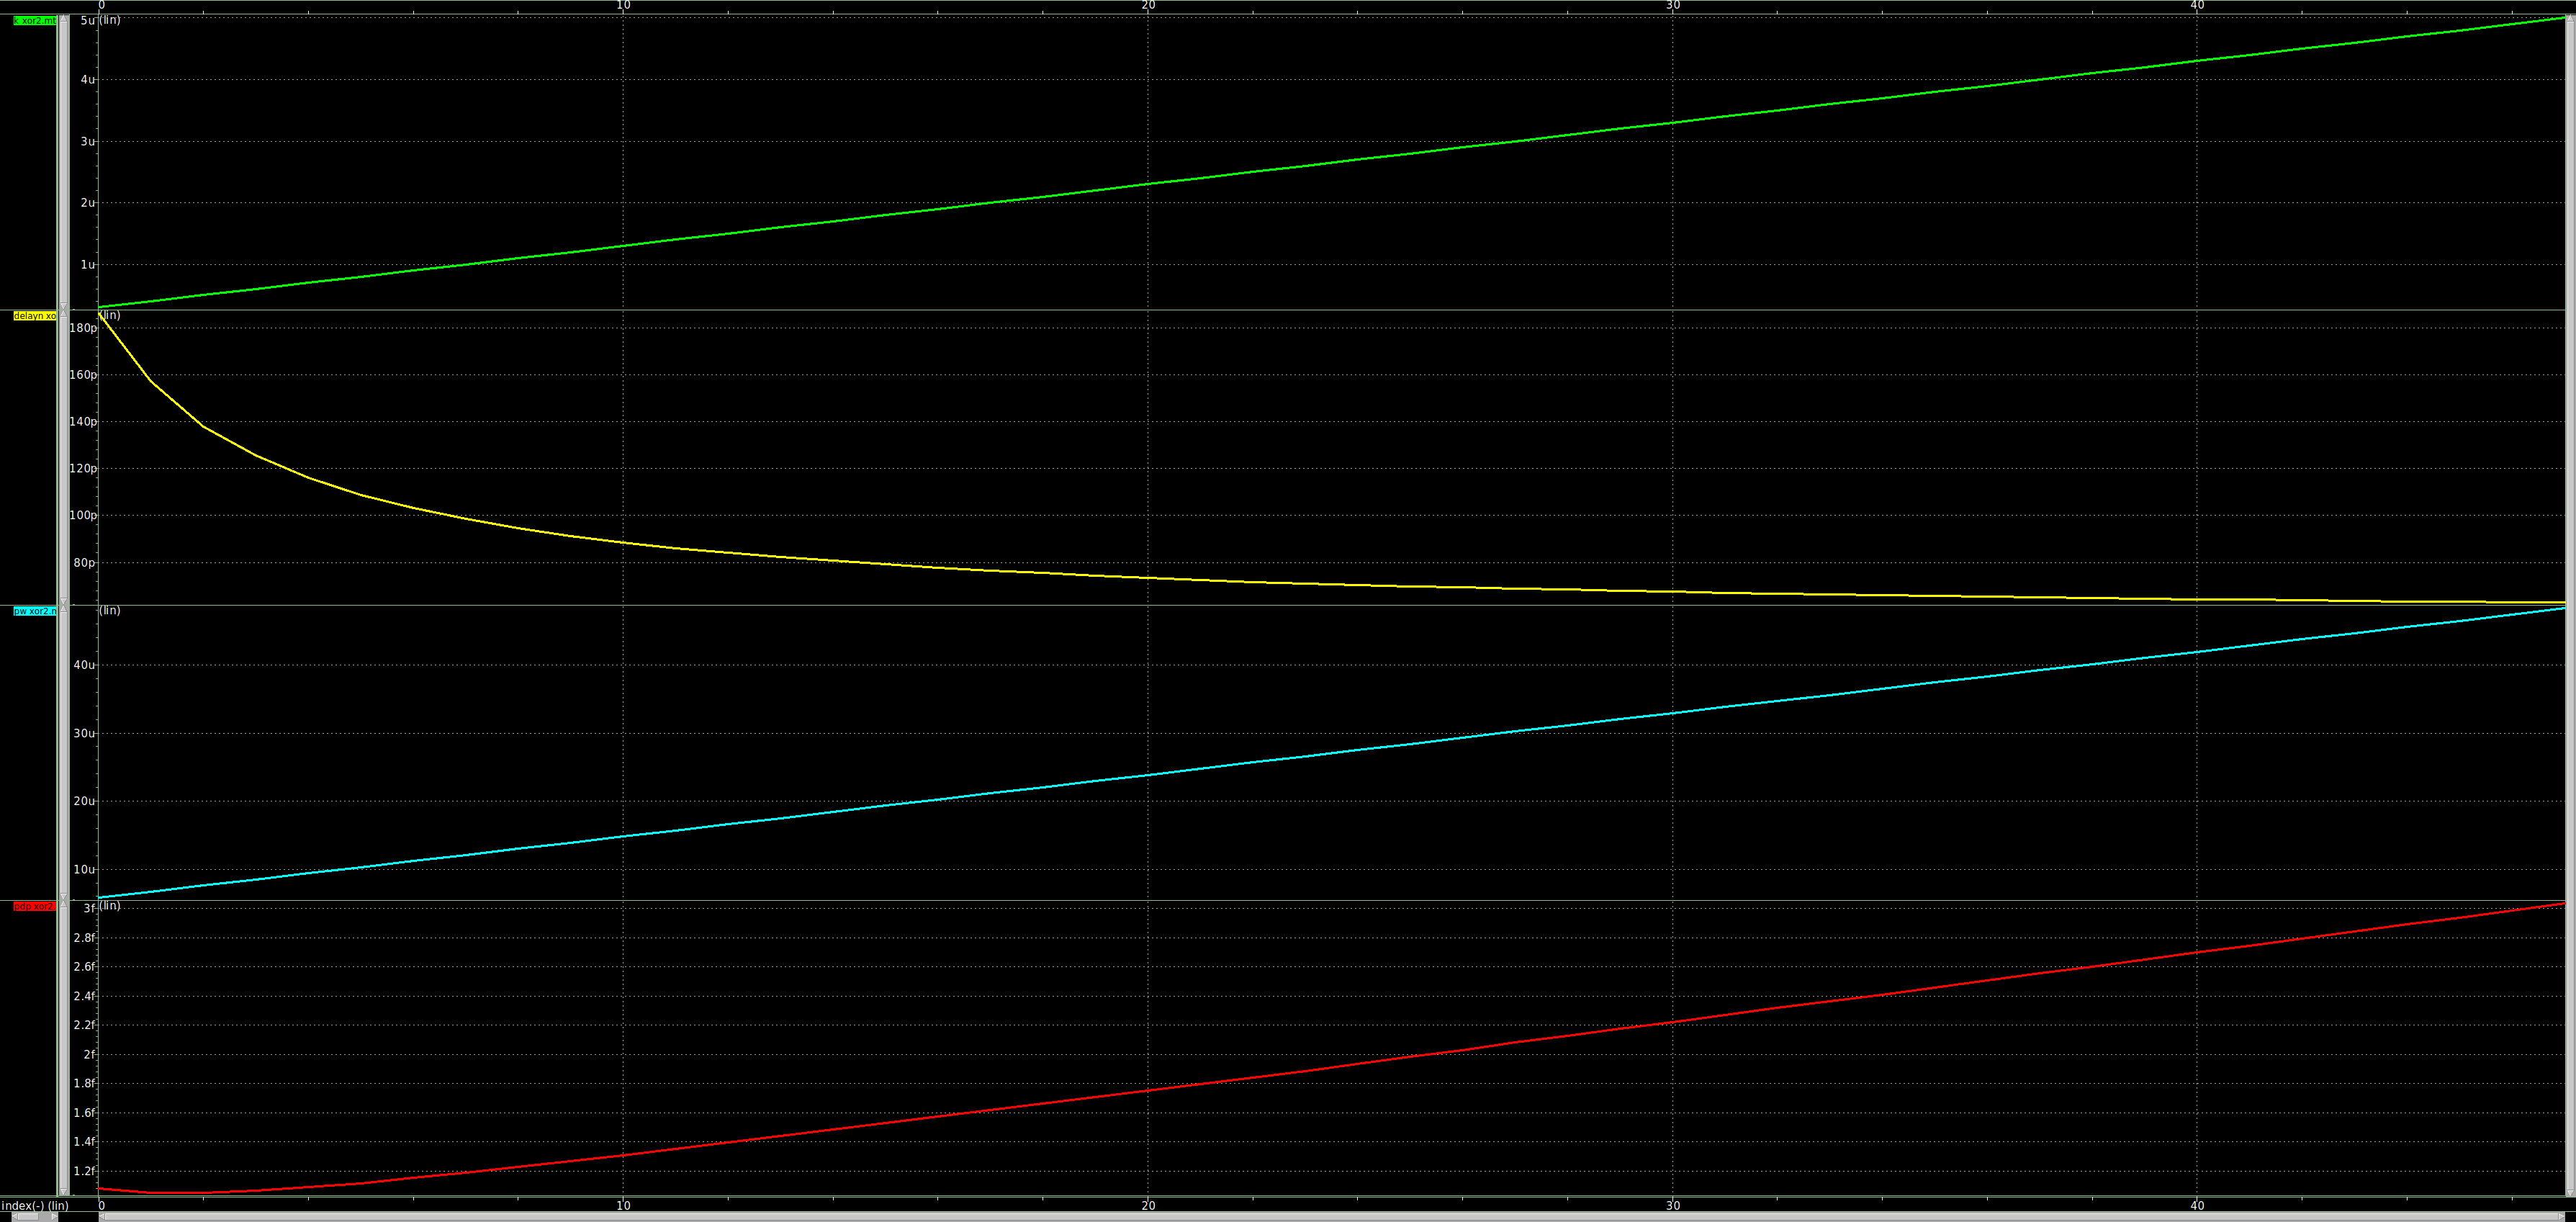 0 10 20 30 40
k xor2.mt 5u (lin)
4u
3u
2u
1u
delayn xo (lin)
180p
160p
140p
120p
100p
80p
pw xor2.n (lin)
40u
30u
20u
10u
pdp xor2. 3f (lin)
2.8f
2.6f
2.4f
2.2f
2f
1.8f
1.6f
1.4f
1.2f
index(-) (lin) 0 10 20 30 40